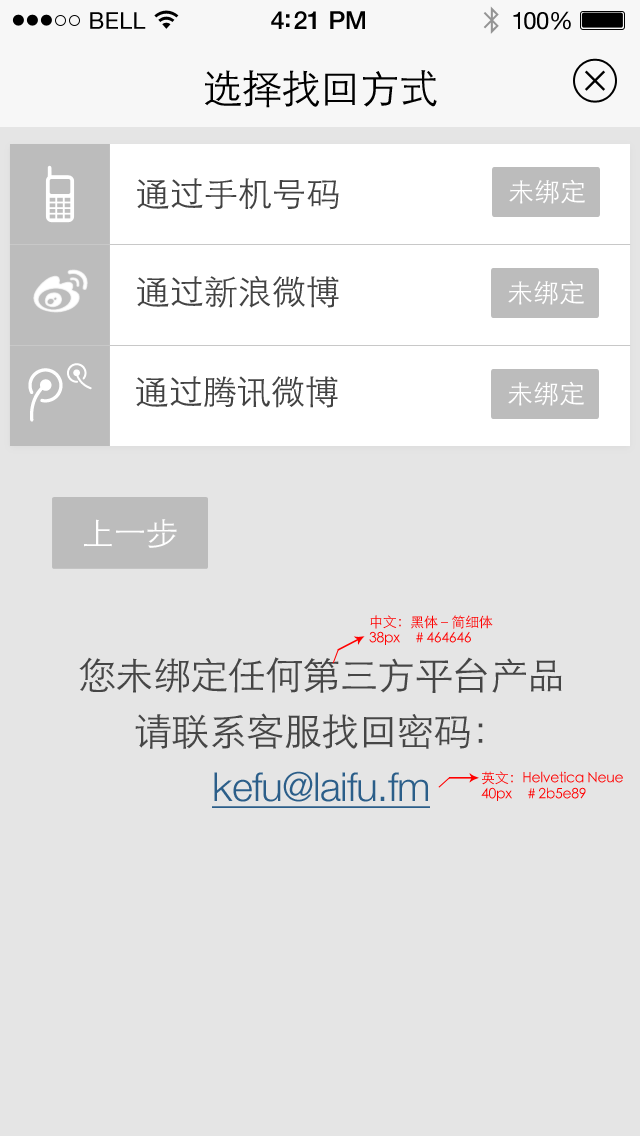 BELL 4:21 PM 100%
选择找回方式
通过手机号码 未绑定
通过新浪微博 未绑定
通过腾讯微博 未绑定
上一步
中文：黑体－简细体
38px #464646
您未绑定任何第三方平台产品
请联系客服找回密码：
kefu@laifu.fm
英文：Helvetica Neue
40px #2b5e89